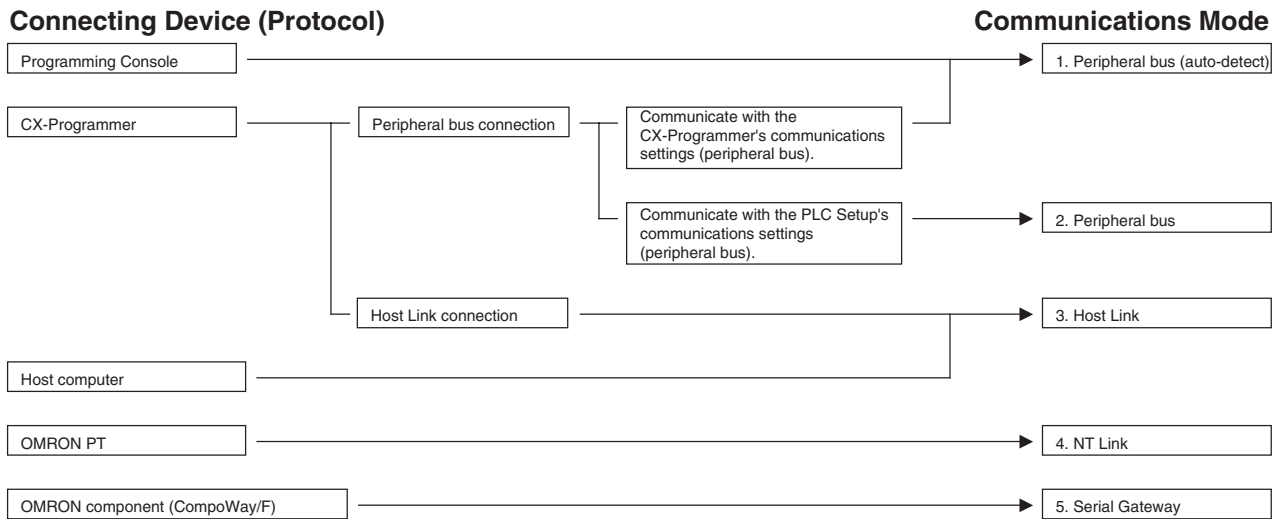 Connecting Device (Protocol)
Communications Mode
Programming Console
1. Peripheral bus (auto-detect)
CX-Programmer
Peripheral bus connection
Communicate with the
CX-Programmer's communications
settings (peripheral bus).
Communicate with the PLC Setup's
communications settings
(peripheral bus).
2. Peripheral bus
Host Link connection
3. Host Link
Host computer
OMRON PT
4. NT Link
OMRON component (CompoWay/F)
5. Serial Gateway